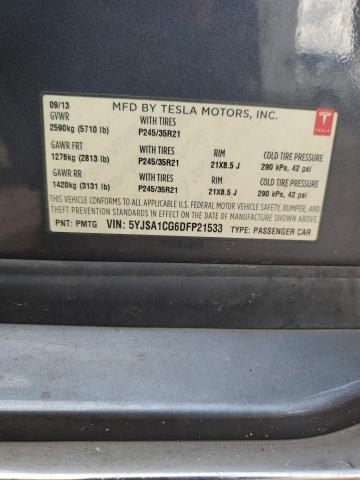 09/13 MFD BY TESLA MOTORS, INC.
GVWR WITH TIRES
2590kg (5710 lb) P245/35R21
TESLA
GAWR FRT WITH TIRES RIM COLD TIRE PRESSURE
1276kg (2813 lb) P245/35R21 21X8.5 J 290 kPa, 42 psi
GAWR RR WITH TIRES RIM COLD TIRE PRESSURE
1420kg (3131 lb) P245/35R21 21X8.5 J 290 kPa, 42 psi
THIS VEHICLE CONFORMS TO ALL APPLICABLE U.S. FEDERAL MOTOR VEHICLE SAFETY, BUMPER, AND
THEFT PREVENTION STANDARDS IN EFFECT ON THE DATE OF MANUFACTURE SHOWN ABOVE.
PNT: PMTG VIN: 5YJSA1CG6DFP21533 TYPE: PASSENGER CAR